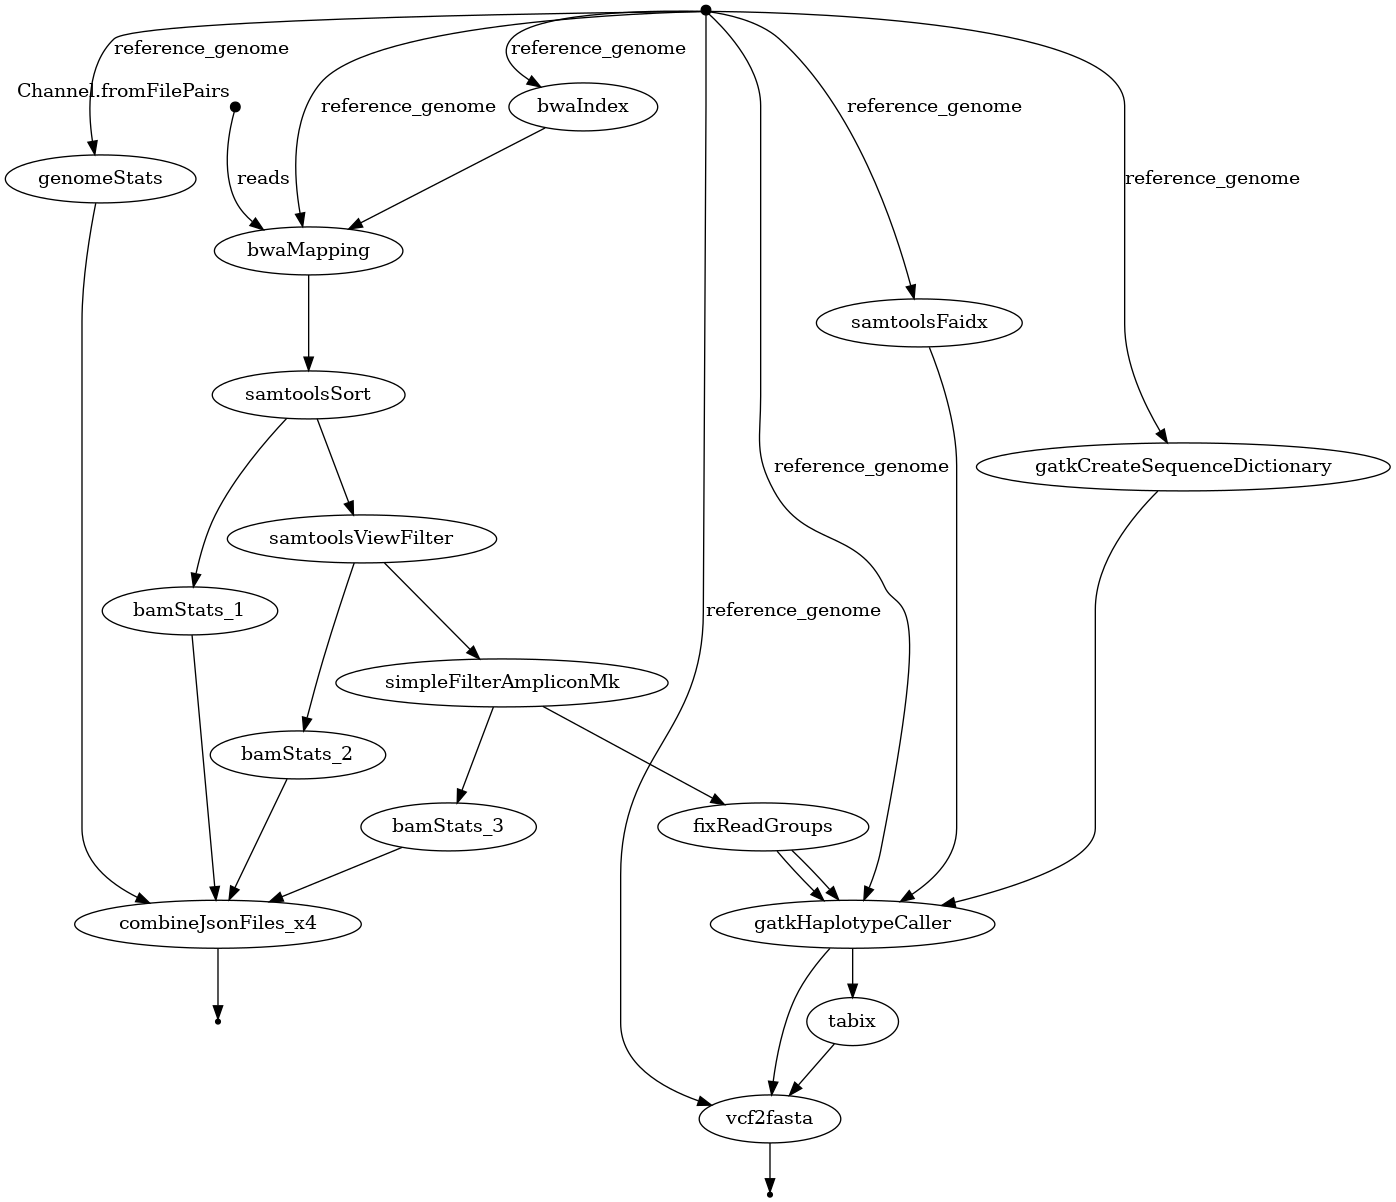 reference_genome
reference_genome
Channel.fromFilePairs
reference_genome
bwaIndex
reference_genome
genomeStats
reads
reference_genome
bwaMapping
samtoolsFaidx
samtoolsSort
reference_genome
gatkCreateSequenceDictionary
samtoolsViewFilter
bamStats_1
reference_genome
simpleFilterAmpliconMk
bamStats_2
bamStats_3
fixReadGroups
combineJsonFiles_x4
gatkHaplotypeCaller
tabix
vcf2fasta